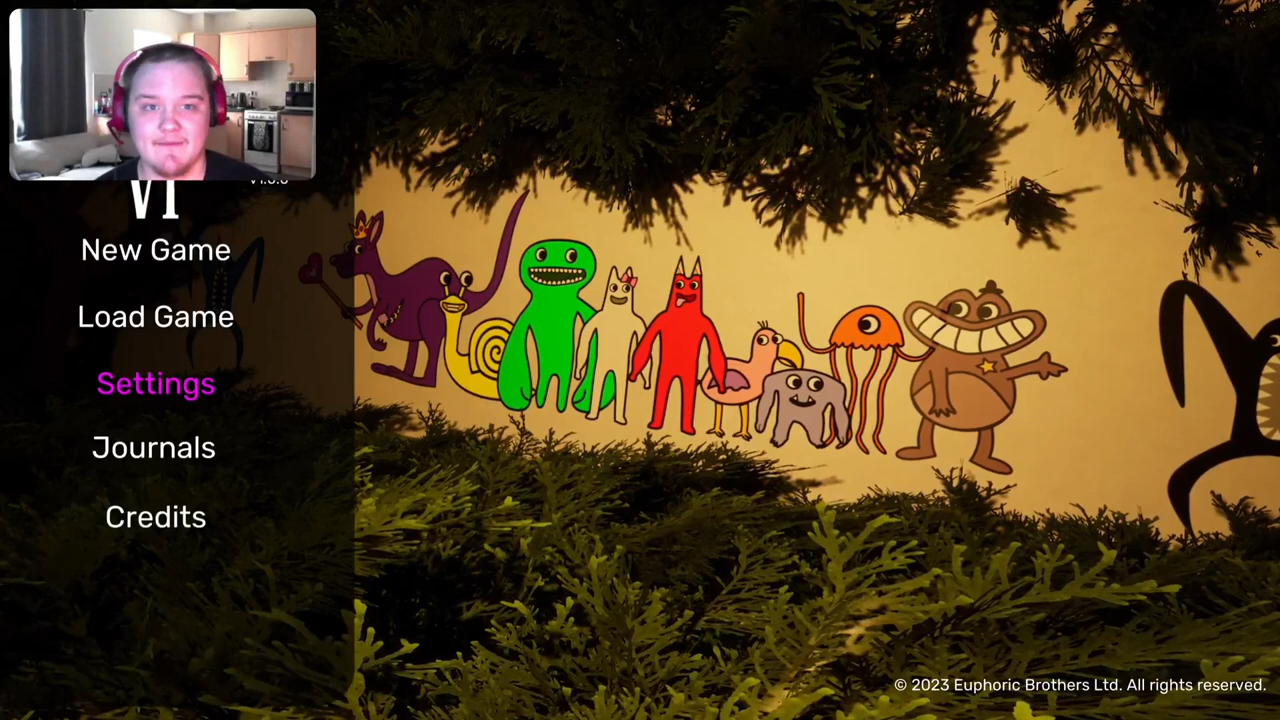 VI
New Game
Load Game
Settings
Journals
Credits
© 2023 Euphoric Brothers Ltd. All rights reserved.